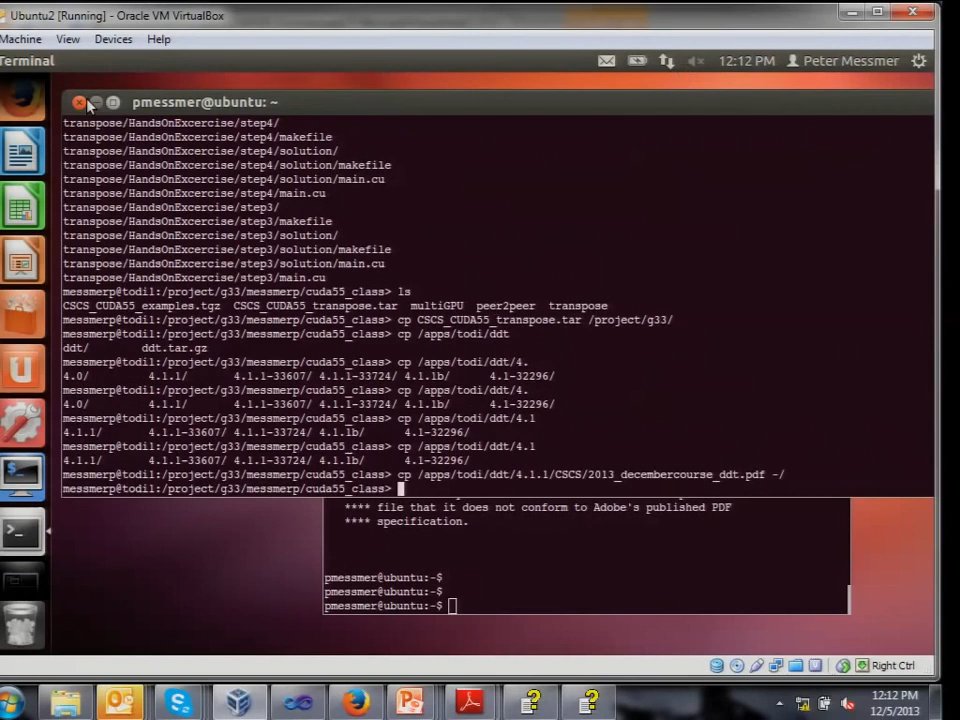 Ubuntu2 [Running] - Oracle VM VirtualBox
Machine View Devices Help
Terminal 12:12 PM Peter Messmer
pmessmer@ubuntu: ~
transpose/HandsOnExcercise/step4/
transpose/HandsOnExcercise/step4/makefile
transpose/HandsOnExcercise/step4/solution/
transpose/HandsOnExcercise/step4/solution/makefile
transpose/HandsOnExcercise/step4/solution/main.cu
transpose/HandsOnExcercise/step4/main.cu
transpose/HandsOnExcercise/step3/
transpose/HandsOnExcercise/step3/makefile
transpose/HandsOnExcercise/step3/solution/
transpose/HandsOnExcercise/step3/solution/makefile
transpose/HandsOnExcercise/step3/solution/main.cu
transpose/HandsOnExcercise/step3/main.cu
messmerp@todi1:/project/g33/messmerp/cuda55_class> ls
CSCS_CUDA55_examples.tgz CSCS_CUDA55_transpose.tar multiGPU peer2peer transpose
messmerp@todi1:/project/g33/messmerp/cuda55_class> cp CSCS_CUDA55_transpose.tar /project/g33/
messmerp@todi1:/project/g33/messmerp/cuda55_class> cp /apps/todi/ddt
ddt/ ddt.tar.gz
messmerp@todi1:/project/g33/messmerp/cuda55_class> cp /apps/todi/ddt/4.
4.0/ 4.1.1/ 4.1.1-33607/ 4.1.1-33724/ 4.1.1b/ 4.1-32296/
messmerp@todi1:/project/g33/messmerp/cuda55_class> cp /apps/todi/ddt/4.
4.0/ 4.1.1/ 4.1.1-33607/ 4.1.1-33724/ 4.1.1b/ 4.1-32296/
messmerp@todi1:/project/g33/messmerp/cuda55_class> cp /apps/todi/ddt/4.1
4.1.1/ 4.1.1-33607/ 4.1.1-33724/ 4.1.1b/ 4.1-32296/
messmerp@todi1:/project/g33/messmerp/cuda55_class> cp /apps/todi/ddt/4.1
4.1.1/ 4.1.1-33607/ 4.1.1-33724/ 4.1.1b/ 4.1-32296/
messmerp@todi1:/project/g33/messmerp/cuda55_class> cp /apps/todi/ddt/4.1.1/CSCS/2013_decembercourse_ddt.pdf ~/
messmerp@todi1:/project/g33/messmerp/cuda55_class>
**** file that it does not conform to Adobe's published PDF
**** specification.
pmessmer@ubuntu:~$
pmessmer@ubuntu:~$
pmessmer@ubuntu:~$
Right Ctrl
12:12 PM
12/5/2013